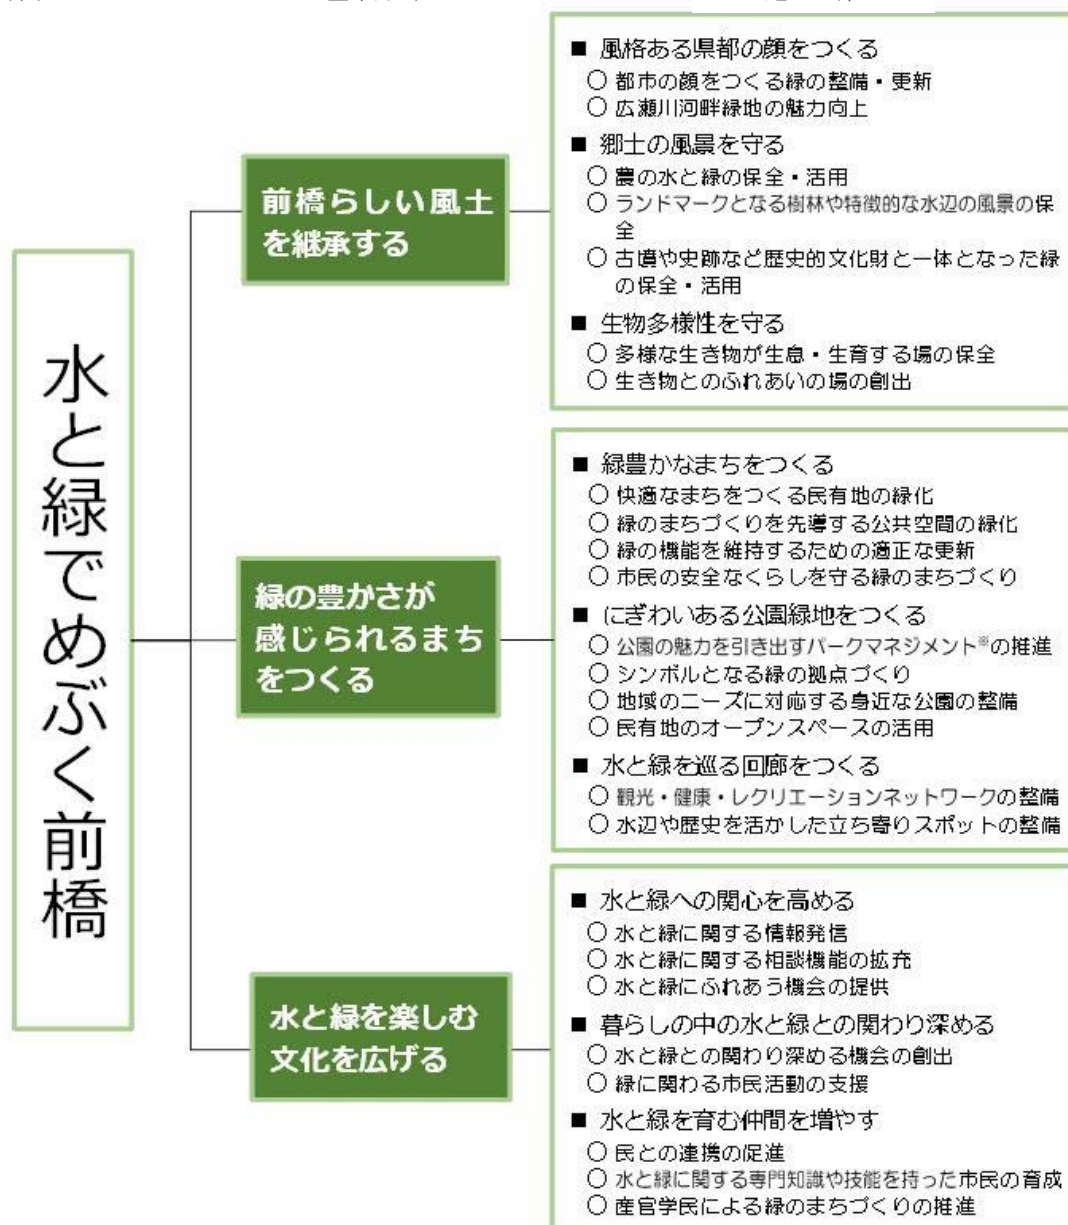 水と緑でめぶく前橋
前橋らしい風土
を継承する
■ 風格ある県都の顔をつくる
○ 都市の顔をつくる緑の整備・更新
○ 広瀬川河畔緑地の魅力向上
■ 郷土の風景を守る
○ 農の水と緑の保全・活用
○ ランドマークとなる樹林や特徴的な水辺の風景の保
全
○ 古墳や史跡など歴史的文化財と一体となった緑
の保全・活用
■ 生物多様性を守る
○ 多様な生き物が生息・生育する場の保全
○ 生き物とのふれあいの場の創出
緑の豊かさが
感じられるまち
をつくる
■ 緑豊かなまちをつくる
○ 快適なまちをつくる民有地の緑化
○ 緑のまちづくりを先導する公共空間の緑化
○ 緑の機能を維持するための適正な更新
○ 市民の安全なくらしを守る緑のまちづくり
■ にぎわいある公園緑地をつくる
○ 公園の魅力を引き出すパークマネジメント※の推進
○ シンボルとなる緑の拠点づくり
○ 地域のニーズに対応する身近な公園の整備
○ 民有地のオープンスペースの活用
■ 水と緑を巡る回廊をつくる
○ 観光・健康・レクリエーションネットワークの整備
○ 水辺や歴史を活かした立ち寄りスポットの整備
水と緑を楽しむ
文化を広げる
■ 水と緑への関心を高める
○ 水と緑に関する情報発信
○ 水と緑に関する相談機能の拡充
○ 水と緑にふれあう機会の提供
■ 暮らしの中の水と緑との関わり深める
○ 水と緑との関わり深める機会の創出
○ 緑に関わる市民活動の支援
■ 水と緑を育む仲間を増やす
○ 民との連携の促進
○ 水と緑に関する専門知識や技能を持った市民の育成
○ 産官学民による緑のまちづくりの推進